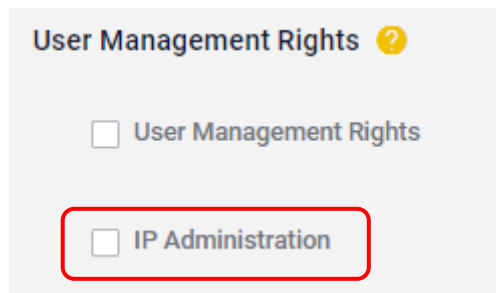 User Management Rights ?
User Management Rights
IP Administration